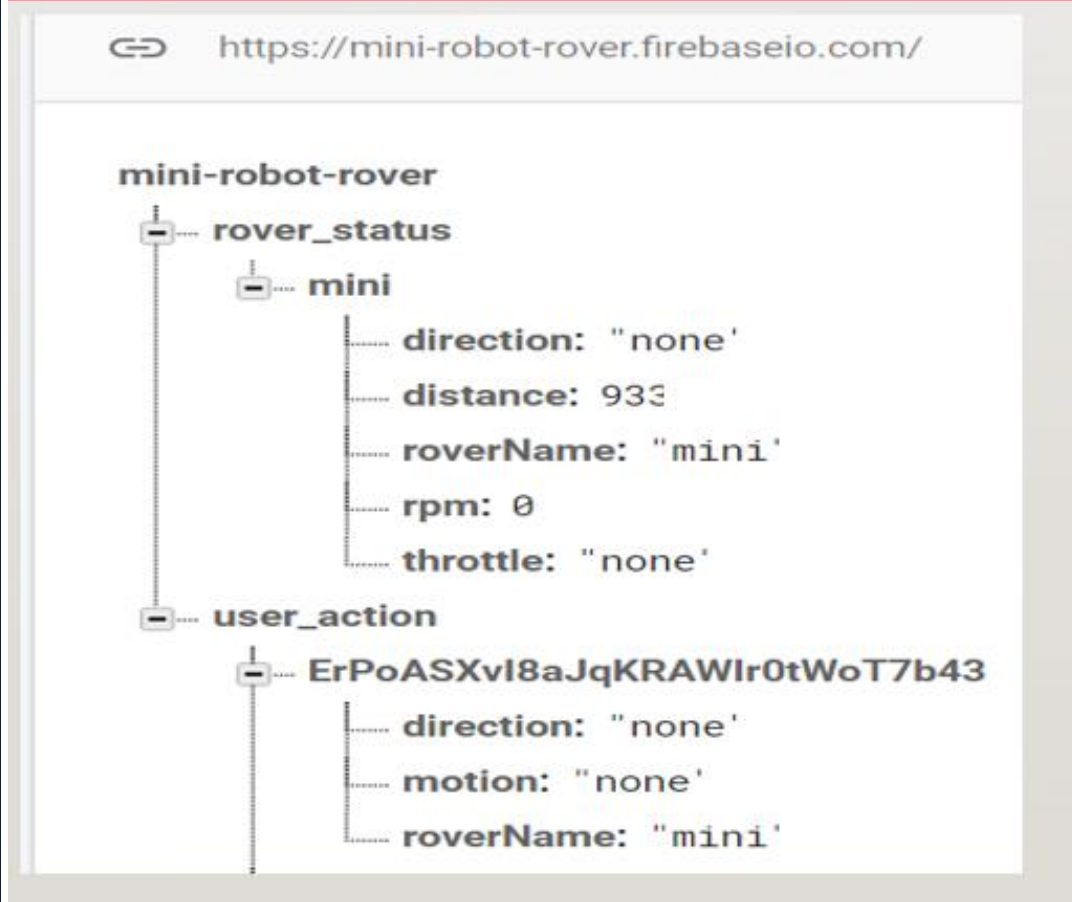 https://mini-robot-rover.firebaseio.com/
mini-robot-rover
rover_status
mini
direction: "none'
distance: 933
roverName: "mini'
rpm: 0
throttle: "none'
user_action
ErPoASXvI8aJqKRAWIr0tWoT7b43
direction: "none'
motion: "none'
roverName: "mini'